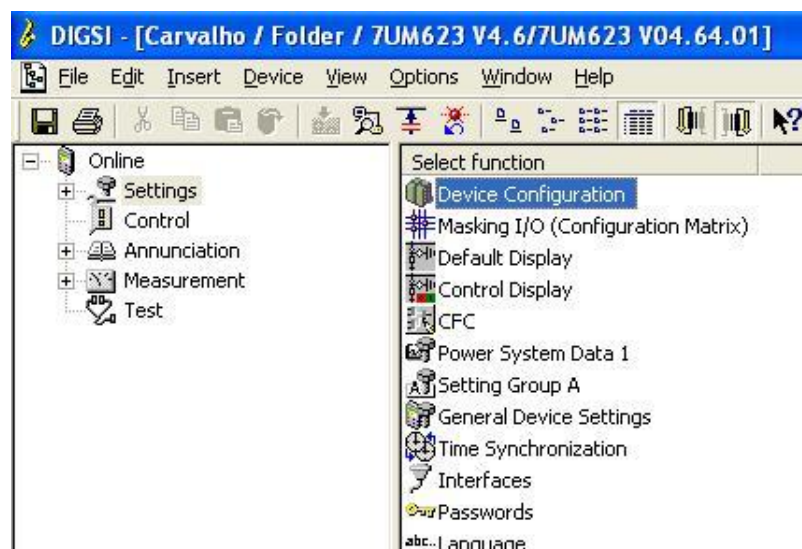 DIGSI - [Carvalho / Folder / 7UM623 V4.6/7UM623 V04.64.01]
File Edit Insert Device View Options Window Help
Online
Settings
Control
Annunciation
Measurement
Test
Select function
Device Configuration
Masking I/O (Configuration Matrix)
Default Display
Control Display
CFC
Power System Data 1
Setting Group A
General Device Settings
Time Synchronization
Interfaces
Passwords
Language